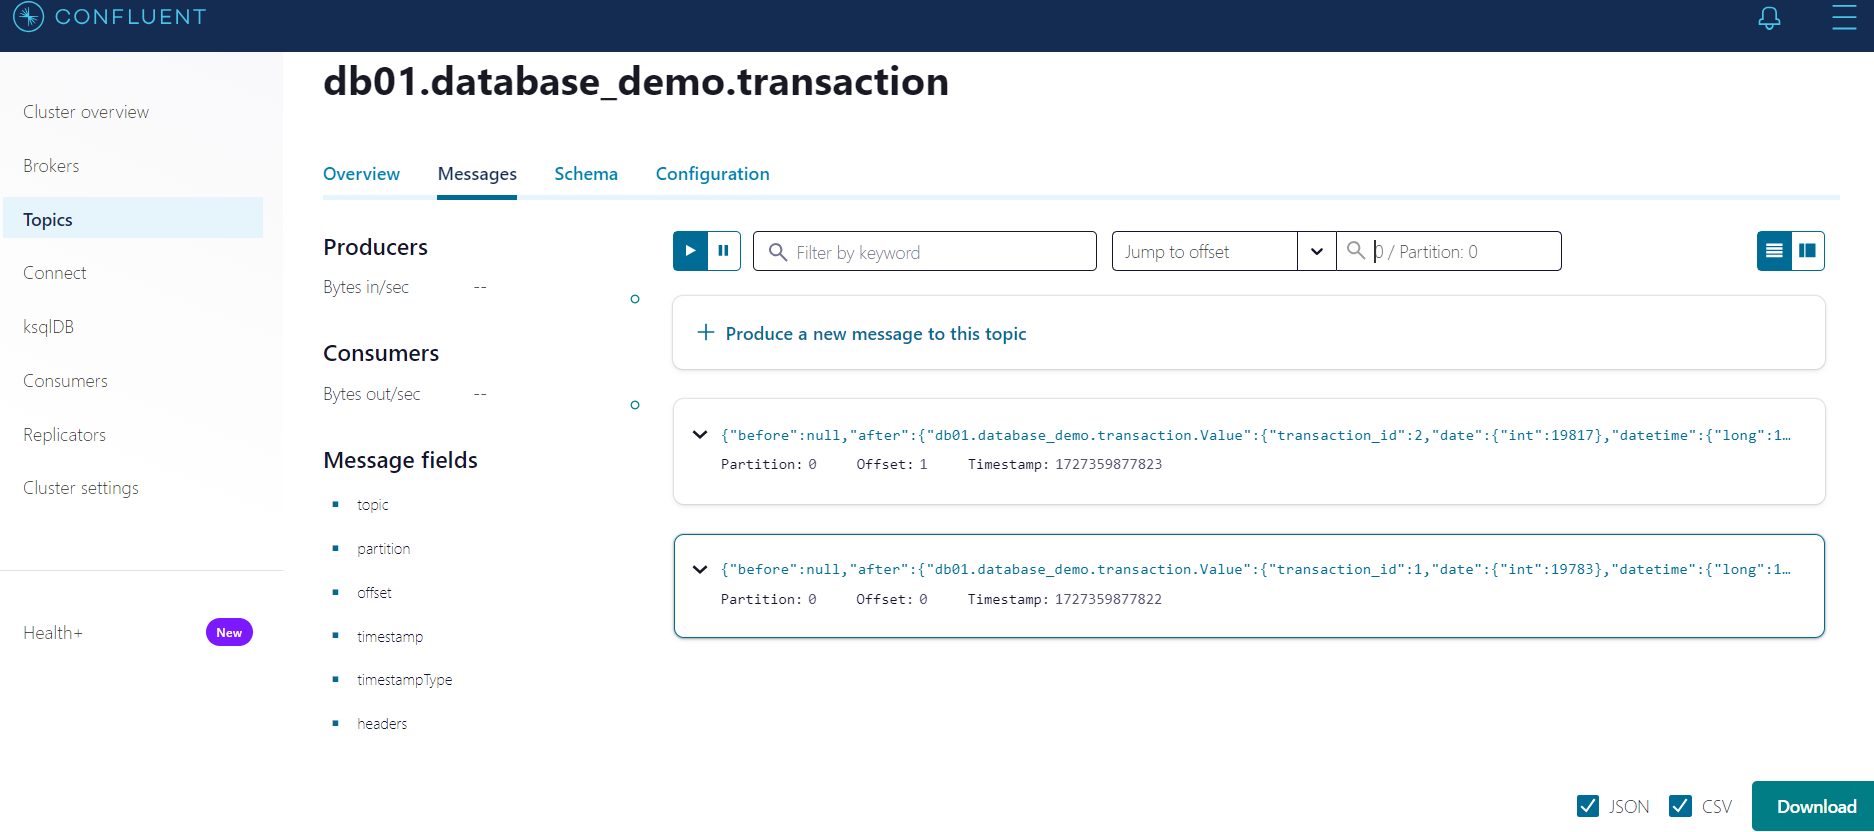 CONFLUENT
db01.database_demo.transaction
Cluster overview
Brokers
Topics
Connect
ksqlDB
Consumers
Replicators
Cluster settings
Health+
New
Overview
Messages
Schema
Configuration
Producers
Bytes in/sec --
Consumers
Bytes out/sec --
Message fields
topic
partition
offset
timestamp
timestampType
headers
Filter by keyword
Jump to offset
0 / Partition: 0
Produce a new message to this topic
{"before":null,"after":{"db01.database_demo.transaction.Value":{"transaction_id":2,"date":{"int":19817},"datetime":{"long":1…
Partition: 0 Offset: 1 Timestamp: 1727359877823
{"before":null,"after":{"db01.database_demo.transaction.Value":{"transaction_id":1,"date":{"int":19783},"datetime":{"long":1…
Partition: 0 Offset: 0 Timestamp: 1727359877822
JSON
CSV
Download